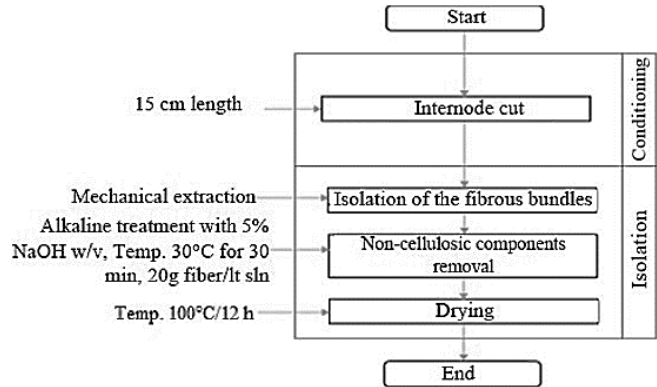 Start
15 cm length
Internode cut
Conditioning
Mechanical extraction
Isolation of the fibrous bundles
Alkaline treatment with 5%
NaOH w/v, Temp. 30°C for 30
min, 20g fiber/lt sln
Non-cellulosic components
removal
Isolation
Temp. 100°C/12 h
Drying
End